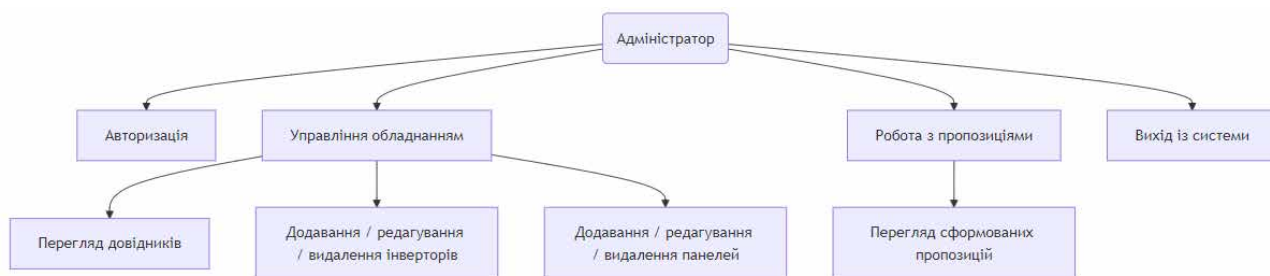 Адміністратор
Авторизація
Управління обладнанням
Робота з пропозиціями
Вихід із системи
Перегляд довідників
Додавання / редагування
/ видалення інверторів
Додавання / редагування
/ видалення панелей
Перегляд сформованих
пропозицій